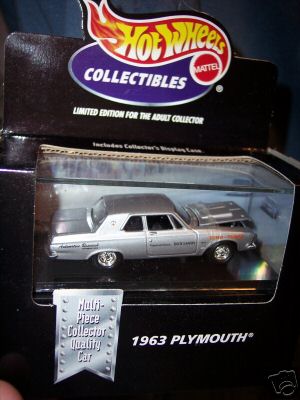 Hot Wheels
MATTEL
COLLECTIBLES
LIMITED EDITION FOR THE ADULT COLLECTOR
Includes Collector's Display Case
Multi-
Piece
Collector
Quality
Car
1963 PLYMOUTH®